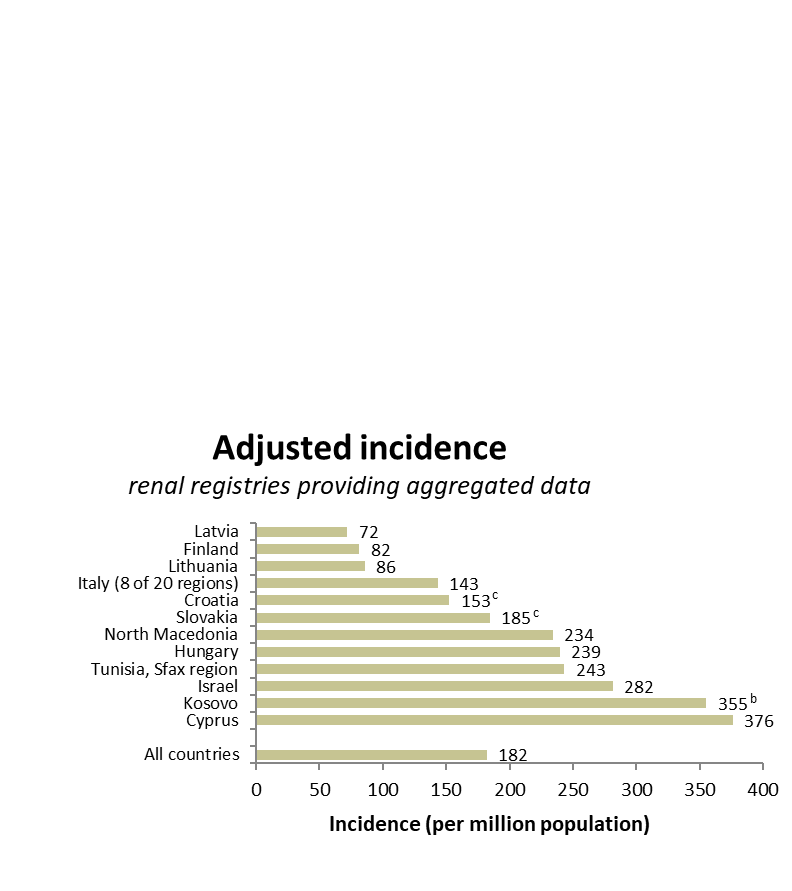 Adjusted incidence
renal registries providing aggregated data
Latvia 72
Finland 82
Lithuania 86
Italy (8 of 20 regions) 143
Croatia 153 c
Slovakia 185 c
North Macedonia 234
Hungary 239
Tunisia, Sfax region 243
Israel 282
Kosovo 355 b
Cyprus 376
All countries 182
0 50 100 150 200 250 300 350 400
Incidence (per million population)